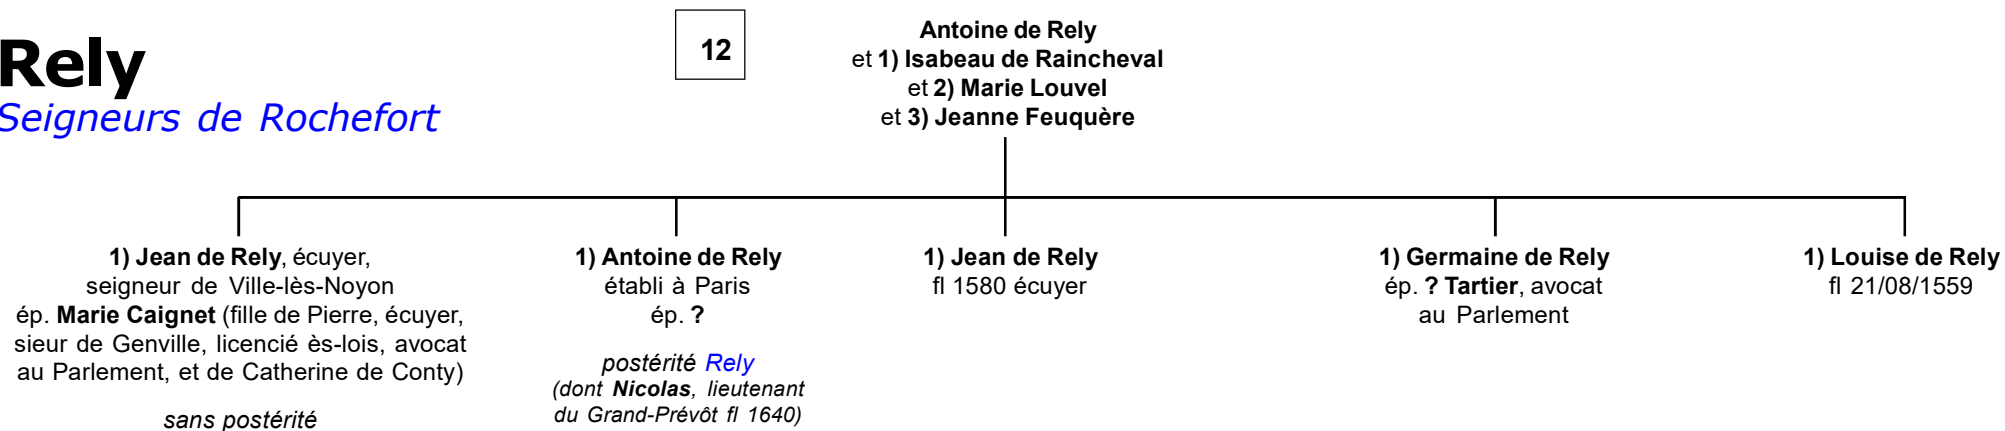 Rely
Seigneurs de Rochefort
12
Antoine de Rely
et 1) Isabeau de Raincheval
et 2) Marie Louvel
et 3) Jeanne Feuquère
1) Jean de Rely, écuyer,
seigneur de Ville-lès-Noyon
ép. Marie Caignet (fille de Pierre, écuyer,
sieur de Genville, licencié ès-lois, avocat
au Parlement, et de Catherine de Conty)
sans postérité
1) Antoine de Rely
établi à Paris
ép. ?
postérité Rely
(dont Nicolas, lieutenant
du Grand-Prévôt fl 1640)
1) Jean de Rely
fl 1580 écuyer
1) Germaine de Rely
ép. ? Tartier, avocat
au Parlement
1) Louise de Rely
fl 21/08/1559